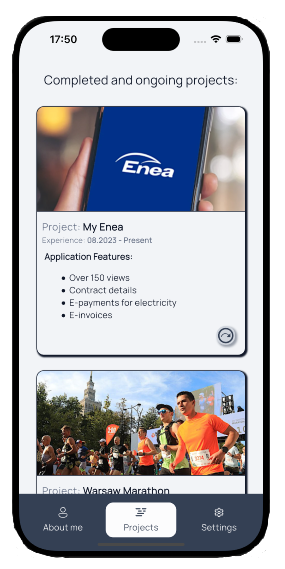 17:50
Completed and ongoing projects:
Enea
Project: My Enea
Experience: 08.2023 - Present
Application Features:
Over 150 views
Contract details
E-payments for electricity
E-invoices
Project: Warsaw Marathon
About me
Projects
Settings